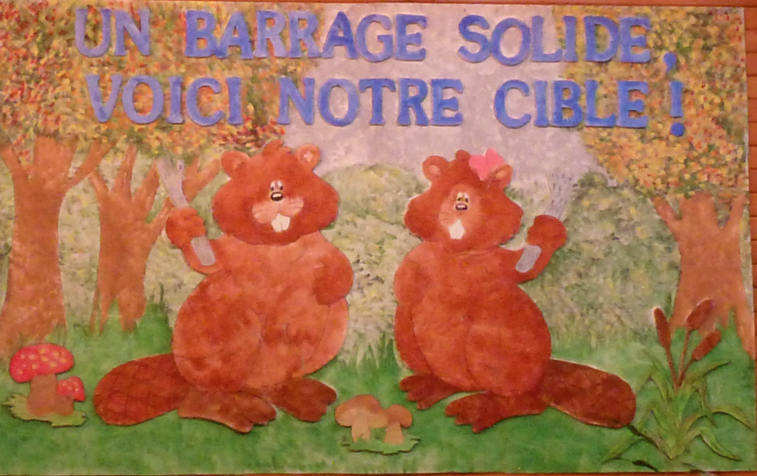 UN BARRAGE SOLIDE,
VOICI NOTRE CIBLE !